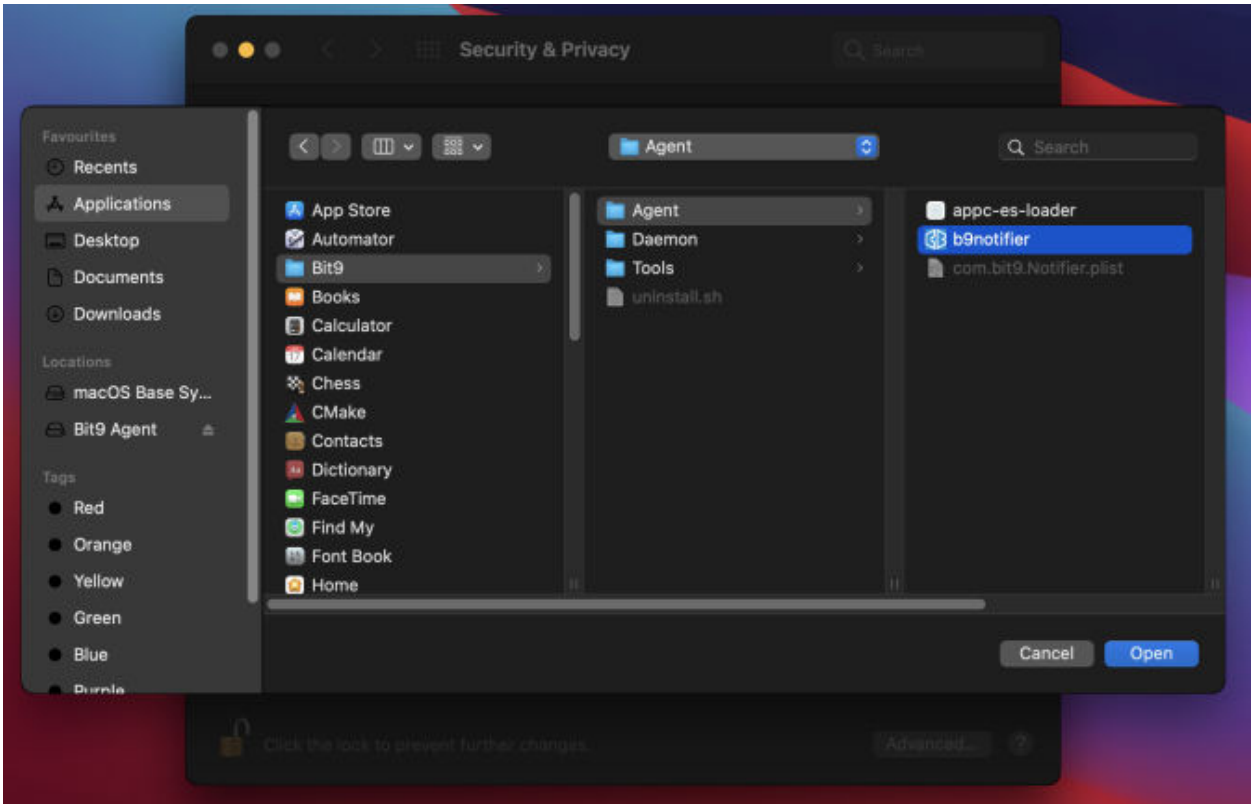 Security & Privacy
Search
Favourites
Recents
Applications
Desktop
Documents
Downloads
Locations
macOS Base Sy...
Bit9 Agent
Tags
Red
Orange
Yellow
Green
Blue
Purple
Agent
Search
App Store
Automator
Bit9
Books
Calculator
Calendar
Chess
CMake
Contacts
Dictionary
FaceTime
Find My
Font Book
Home
Agent
Daemon
Tools
uninstall.sh
appc-es-loader
b9notifier
com.bit9.Notifier.plist
Cancel
Open
Click the lock to prevent further changes.
Advanced...
?